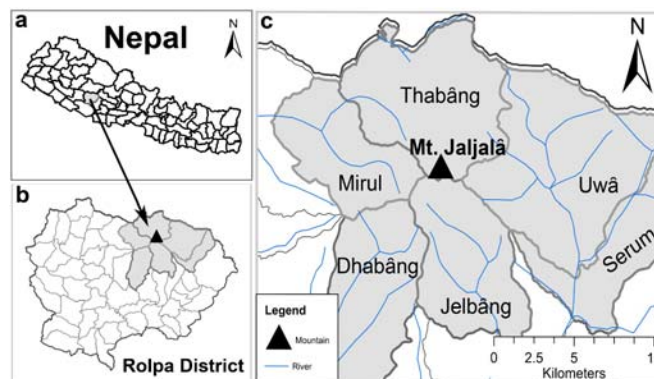 a
Nepal
N
b
Rolpa District
c
N
Thabâng
Mt. Jaljalâ
Mirul
Uwâ
Serum
Dhabâng
Jelbâng
Legend
Mountain
River
0 2.5 5
Kilometers